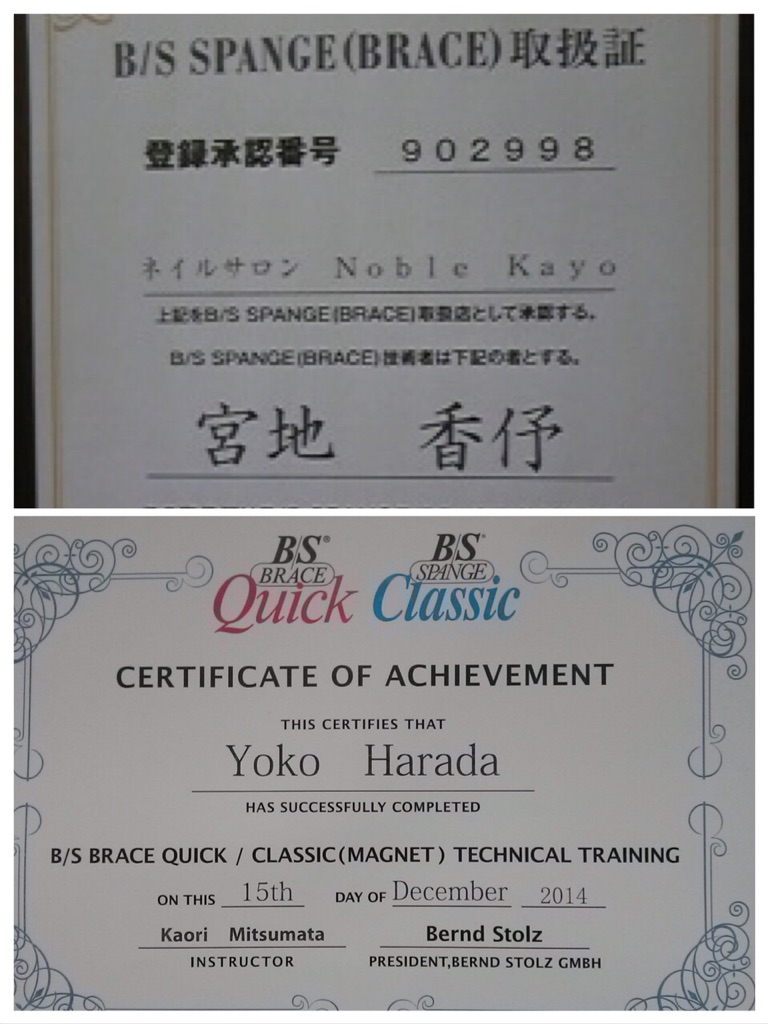 B/S SPANGE(BRACE)取扱証
登録承認番号 902998
ネイルサロン Noble Kayo
上記をB/S SPANGE(BRACE)取扱店として承認する。
B/S SPANGE(BRACE)技術者は下記の者とする。
宮地 香伃
B/S® BRACE Quick B/S® SPANGE Classic
CERTIFICATE OF ACHIEVEMENT
THIS CERTIFIES THAT
Yoko Harada
HAS SUCCESSFULLY COMPLETED
B/S BRACE QUICK / CLASSIC(MAGNET) TECHNICAL TRAINING
ON THIS 15th DAY OF December 2014
Kaori Mitsumata Bernd Stolz
INSTRUCTOR PRESIDENT,BERND STOLZ GMBH